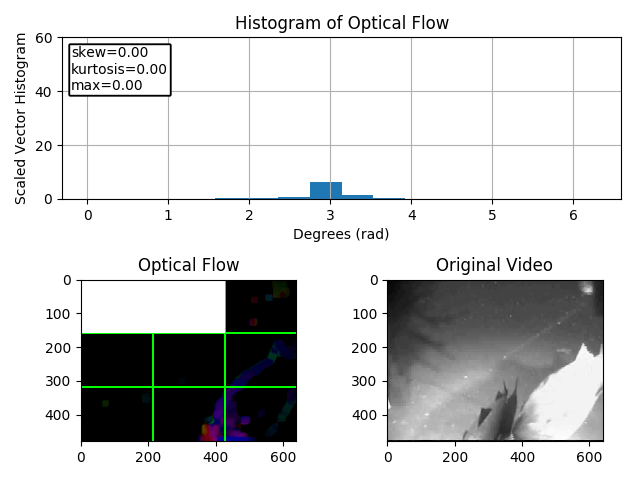 Histogram of Optical Flow
skew=0.00
kurtosis=0.00
max=0.00
Scaled Vector Histogram
60
40
20
0
0 1 2 3 4 5 6
Degrees (rad)
Optical Flow
0
100
200
300
400
0 200 400 600
Original Video
0
100
200
300
400
0 200 400 600